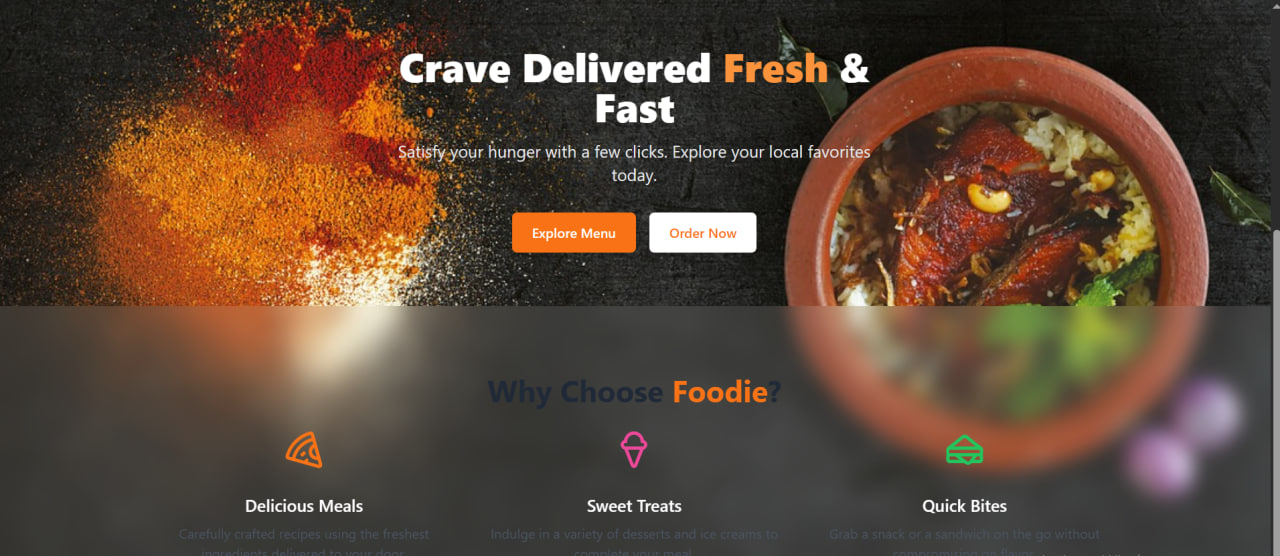 Crave Delivered Fresh &
Fast
Satisfy your hunger with a few clicks. Explore your local favorites
today.
Explore Menu
Order Now
Why Choose Foodie?
Delicious Meals
Sweet Treats
Quick Bites
Carefully crafted recipes using the freshest
ingredients delivered to your door.
Indulge in a variety of desserts and ice creams to
complete your meal.
Grab a snack or a sandwich on the go without
compromising on flavor.